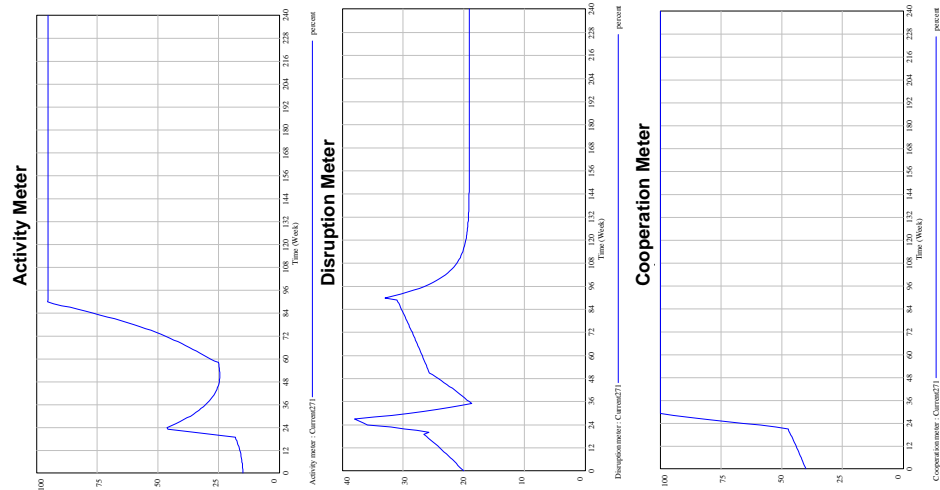 Activity Meter
100
75
50
25
0
0 12 24 36 48 60 72 84 96 108 120 132 144 156 168 180 192 204 216 228 240
Time (Week)
Activity meter : Current271 percent
Disruption Meter
40
30
20
10
0
0 12 24 36 48 60 72 84 96 108 120 132 144 156 168 180 192 204 216 228 240
Time (Week)
Disruption meter : Current271 percent
Cooperation Meter
100
75
50
25
0
0 12 24 36 48 60 72 84 96 108 120 132 144 156 168 180 192 204 216 228 240
Time (Week)
Cooperation meter : Current271 percent